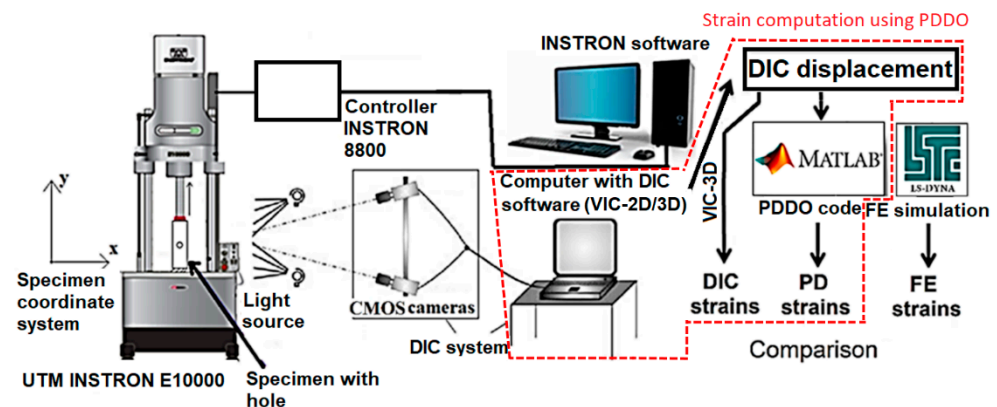 Strain computation using PDDO
INSTRON software
DIC displacement
Controller
INSTRON
8800
MATLAB®
LS-DYNA
Computer with DIC
software (VIC-2D/3D)
VIC-3D
PDDO code
FE simulation
y
x
Specimen
coordinate
system
Light
source
CMOS cameras
DIC system
DIC
strains
PD
strains
FE
strains
Comparison
UTM INSTRON E10000
Specimen with
hole